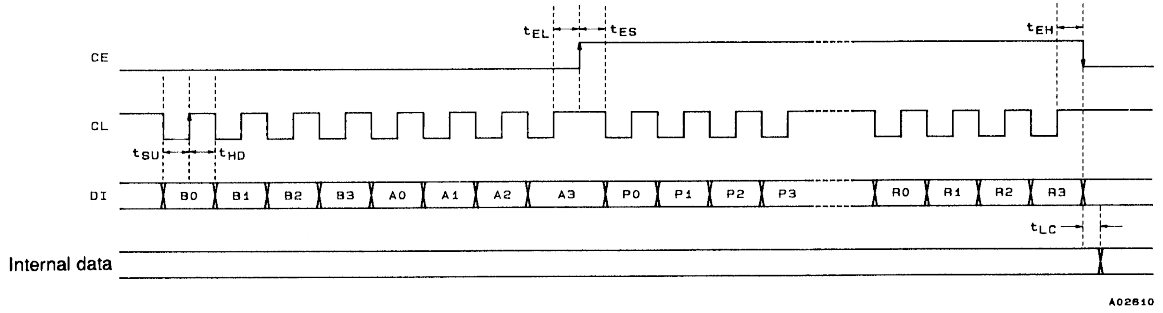 tEL tES tEH
CE
CL
tSU tHD
DI B0 B1 B2 B3 A0 A1 A2 A3 P0 P1 P2 P3 R0 R1 R2 R3
tLC
Internal data
A02610